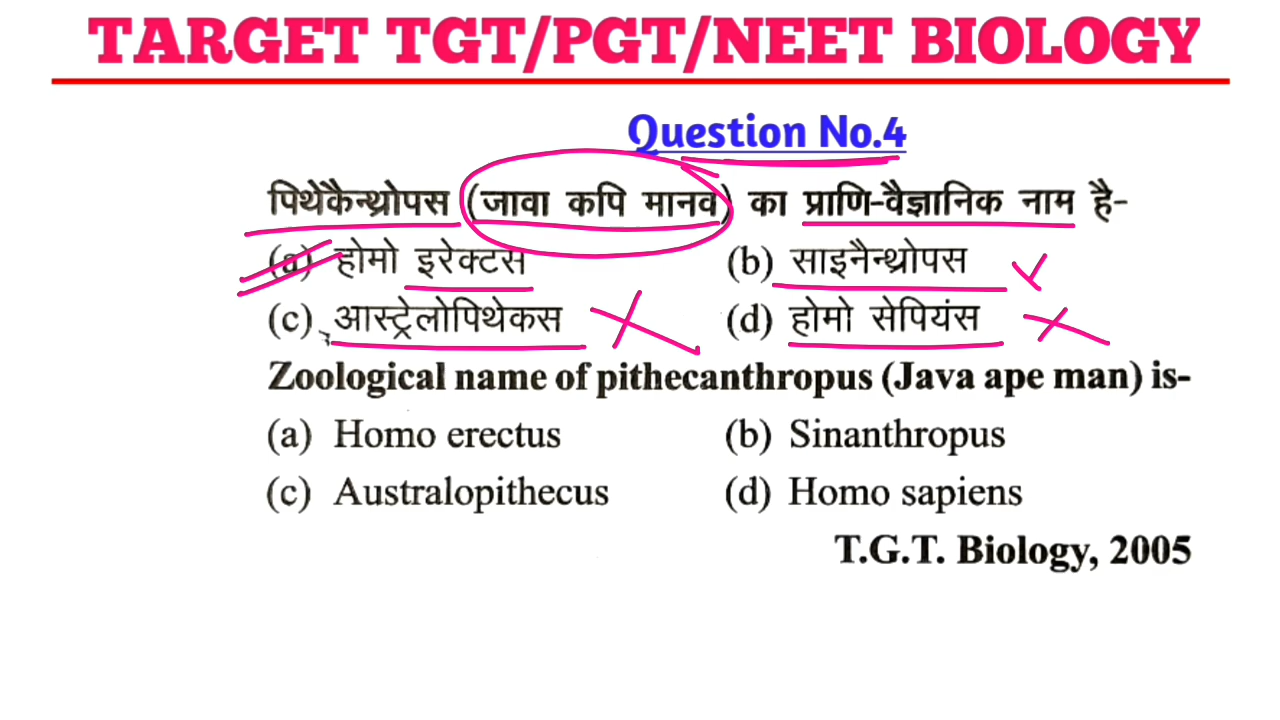 TARGET TGT/PGT/NEET BIOLOGY
Question No.4
पिथेकैन्थ्रोपस (जावा कपि मानव) का प्राणि-वैज्ञानिक नाम है-
(a) होमो इरेक्टस (b) साइनैन्थ्रोपस
(c) आस्ट्रेलोपिथेकस (d) होमो सेपियंस
Zoological name of pithecanthropus (Java ape man) is-
(a) Homo erectus (b) Sinanthropus
(c) Australopithecus (d) Homo sapiens
T.G.T. Biology, 2005